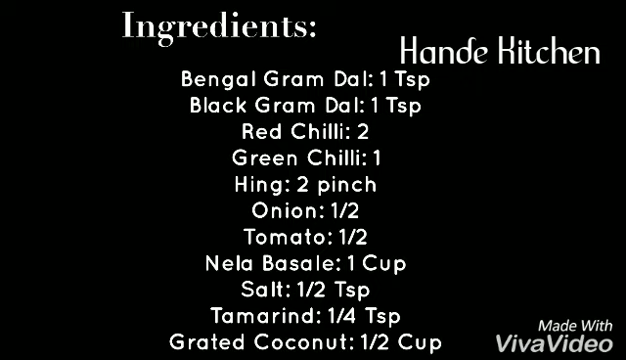 Ingredients:
Hande Kitchen
Bengal Gram Dal: 1 Tsp
Black Gram Dal: 1 Tsp
Red Chilli: 2
Green Chilli: 1
Hing: 2 pinch
Onion: 1/2
Tomato: 1/2
Nela Basale: 1 Cup
Salt: 1/2 Tsp
Tamarind: 1/4 Tsp
Grated Coconut: 1/2 Cup
Made With
VivaVideo